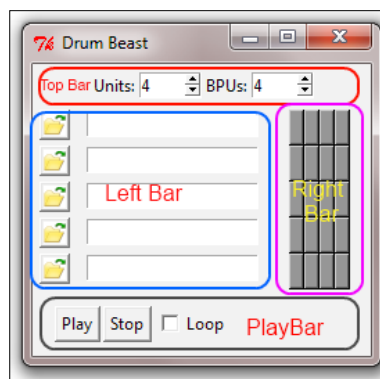 Drum Beast
Top Bar Units: 4 BPUs: 4
Left Bar
Right
Bar
Play Stop Loop PlayBar